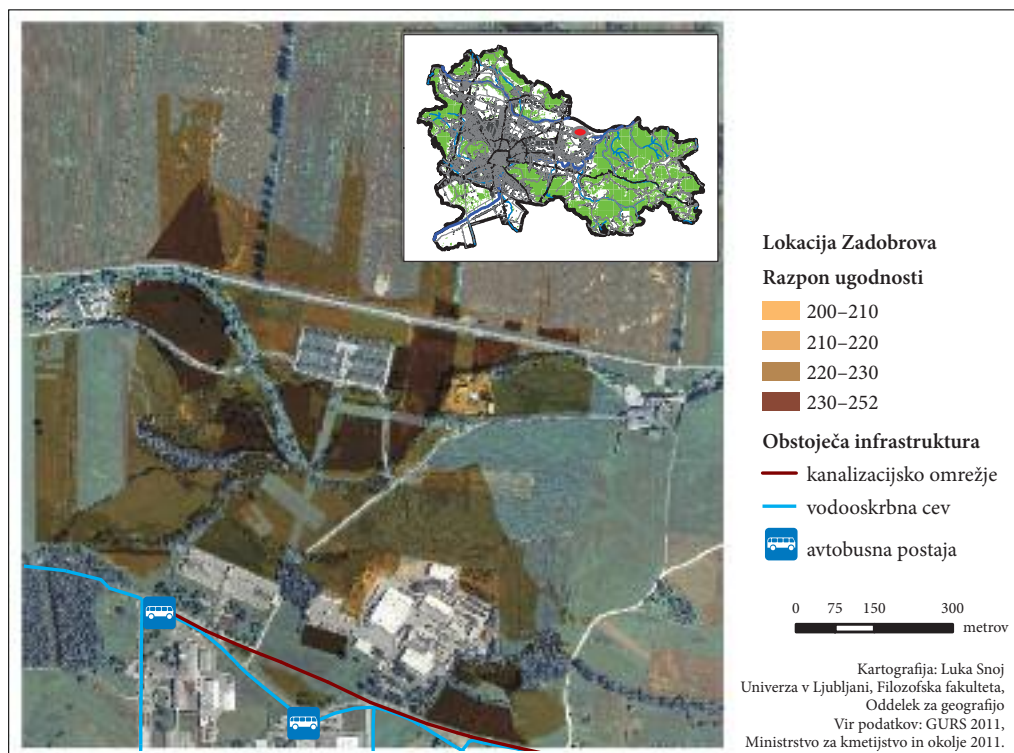 Lokacija Zadobrova
Razpon ugodnosti
200–210
210–220
220–230
230–252
Obstoječa infrastruktura
kanalizacijsko omrežje
vodooskrbna cev
avtobusna postaja
0 75 150 300
metrov
Kartografija: Luka Snoj
Univerza v Ljubljani, Filozofska fakulteta,
Oddelek za geografijo
Vir podatkov: GURS 2011,
Ministrstvo za kmetijstvo in okolje 2011.